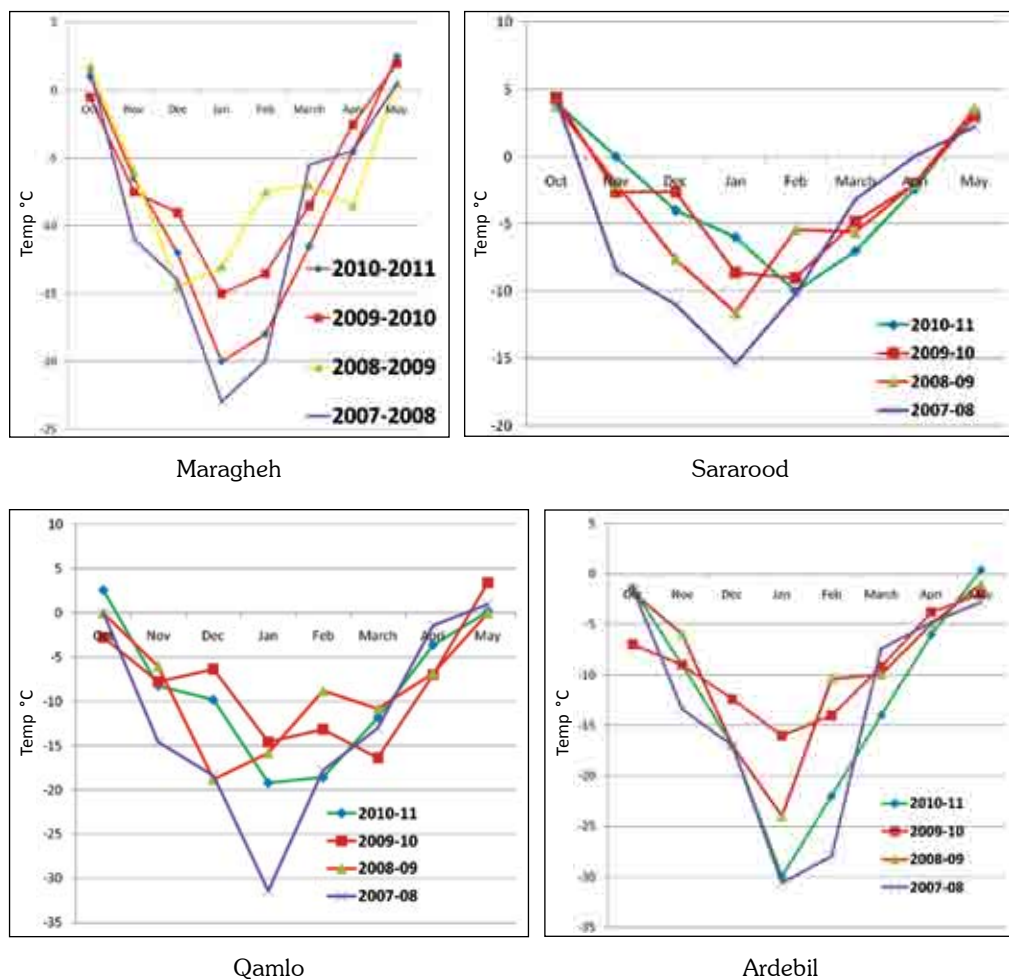 5
0
Oct
Nov
Dec
Jan
Feb
March
Apri
May
-5
-10
-15
-20
-25
Temp °C
2010-2011
2009-2010
2008-2009
2007-2008
Maragheh
10
5
0
Oct
Nov
Dec
Jan
Feb
March
Apri
May
-5
-10
-15
-20
Temp °C
2010-11
2009-10
2008-09
2007-08
Sararood
10
5
0
Oct
Nov
Dec
Jan
Feb
March
Apri
May
-5
-10
-15
-20
-25
-30
-35
Temp °C
2010-11
2009-10
2008-09
2007-08
Qamlo
5
0
Oct
Nov
Dec
Jan
Feb
March
Apri
May
-5
-10
-15
-20
-25
-30
-35
Temp °C
2010-11
2009-10
2008-09
2007-08
Ardebil